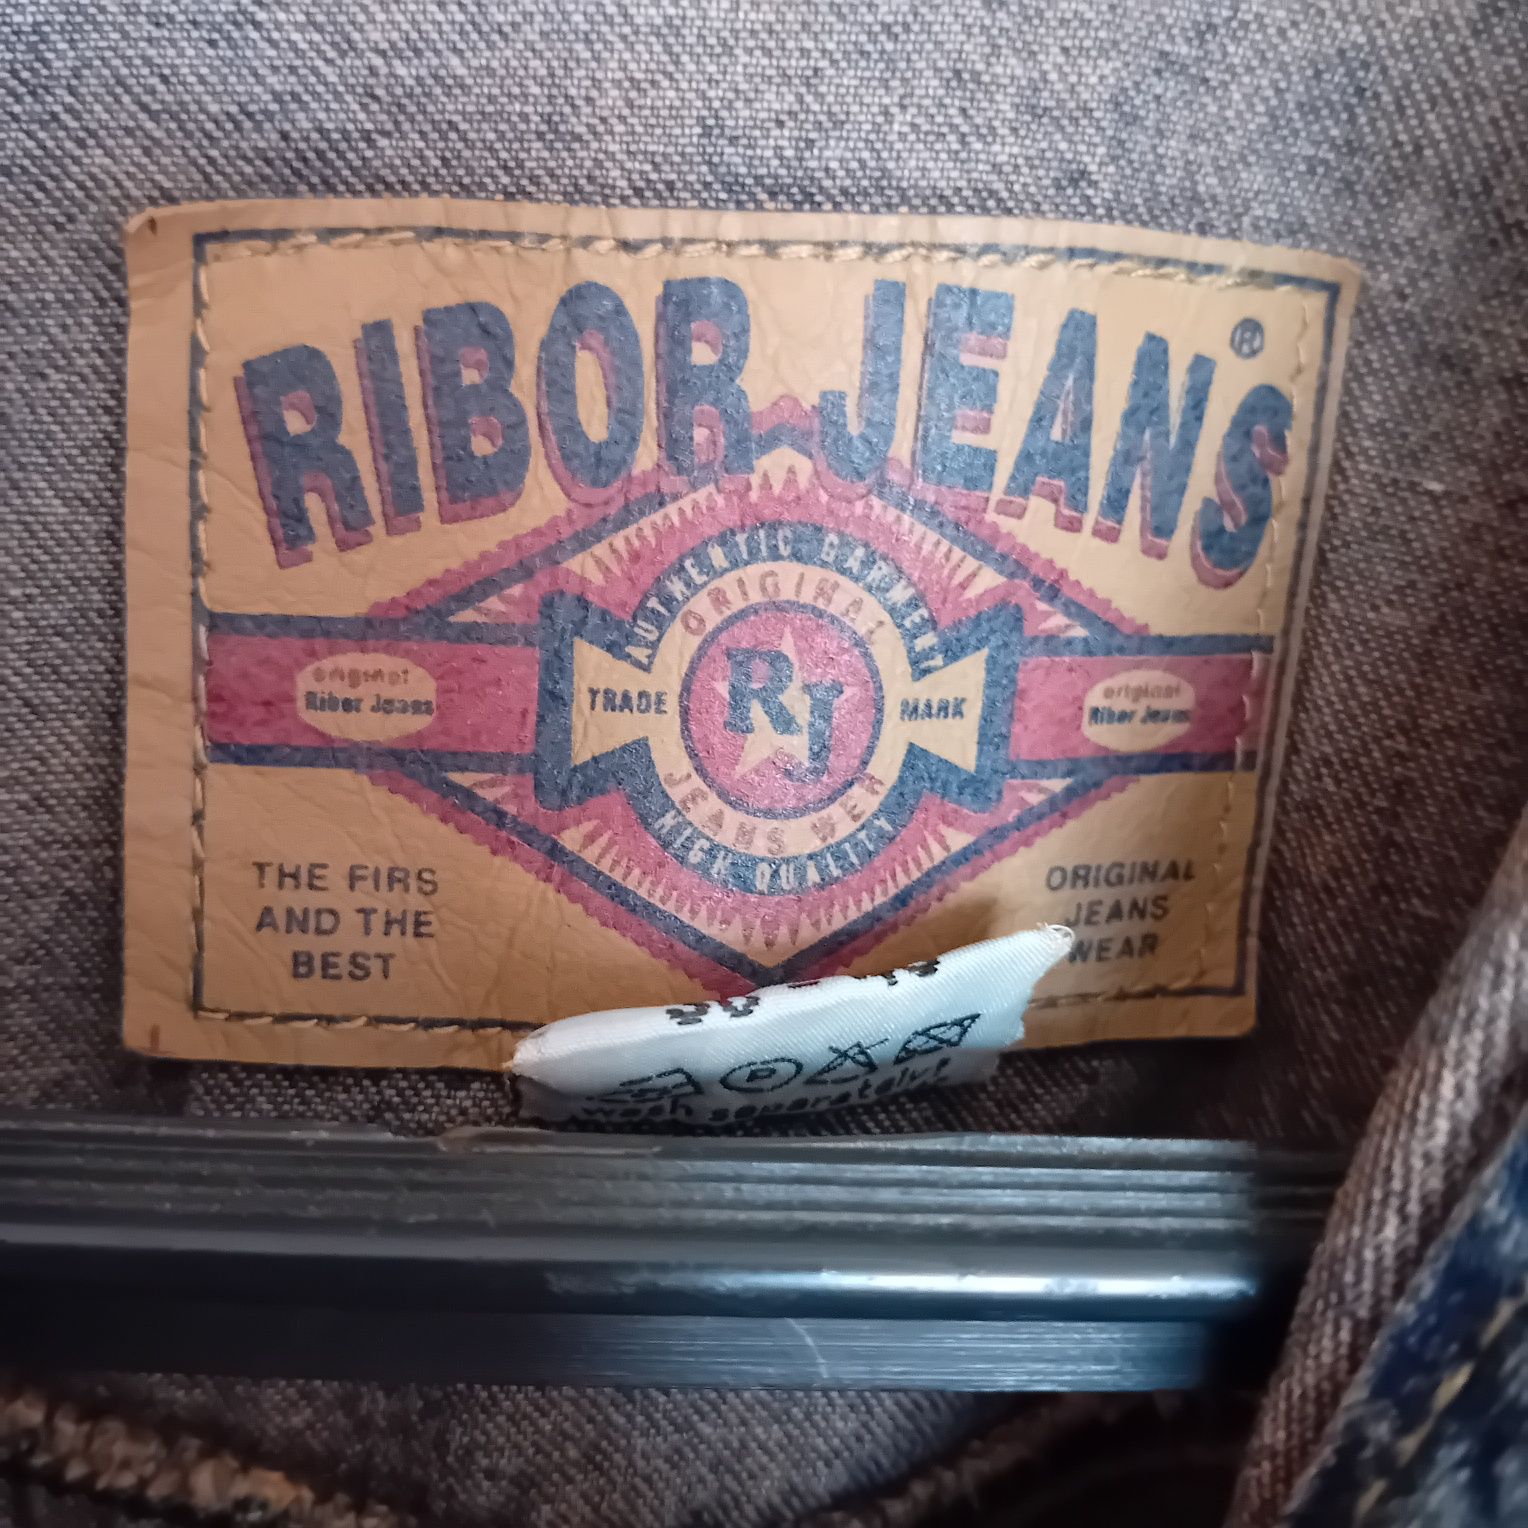 RIBOR JEANS ®
AUTHENTIC GARMENT
ORIGINAL
original
Ribor Jeans
TRADE
RJ
MARK
original
Ribor Jeans
JEANS WER
HIGH QUALITY
THE FIRS
AND THE
BEST
ORIGINAL
JEANS
WEAR
P
wash separately